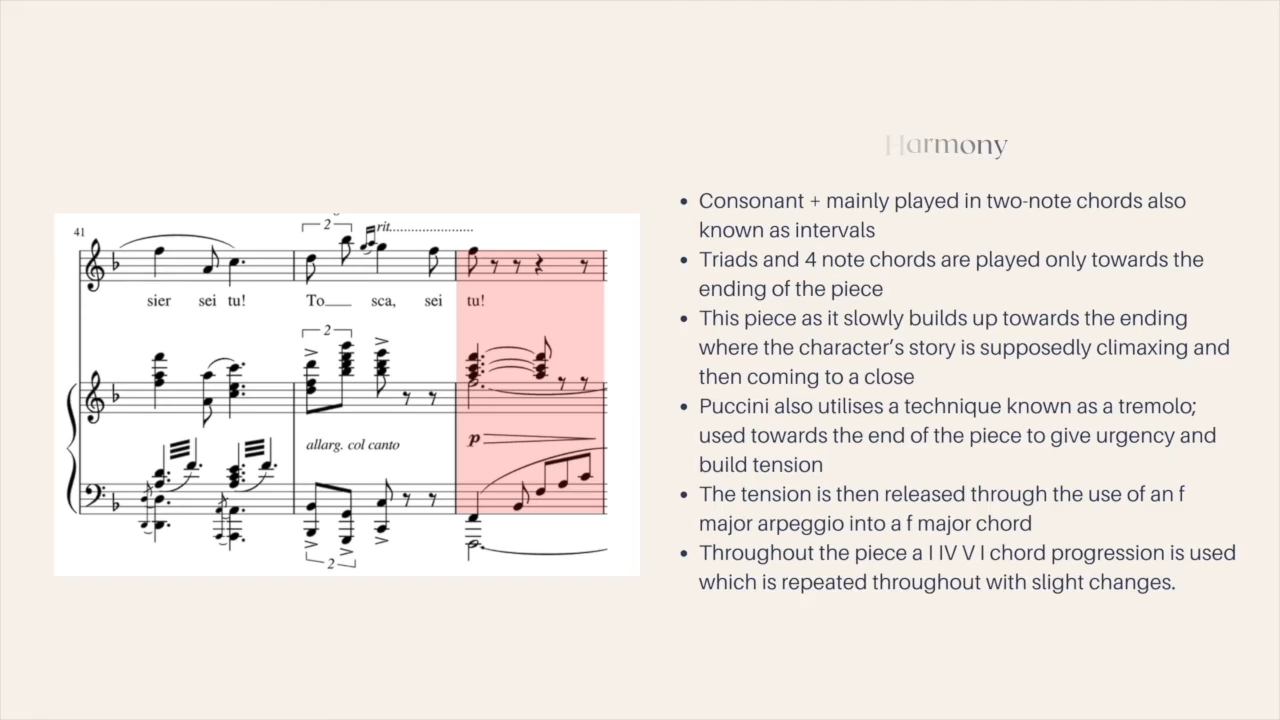 41
2
rit.......................
sier sei tu! To___ sca, sei tu!
2
allarg. col canto
p
2
Harmony
• Consonant + mainly played in two-note chords also
known as intervals
• Triads and 4 note chords are played only towards the
ending of the piece
• This piece as it slowly builds up towards the ending
where the character's story is supposedly climaxing and
then coming to a close
• Puccini also utilises a technique known as a tremolo;
used towards the end of the piece to give urgency and
build tension
• The tension is then released through the use of an f
major arpeggio into a f major chord
• Throughout the piece a I IV V I chord progression is used
which is repeated throughout with slight changes.